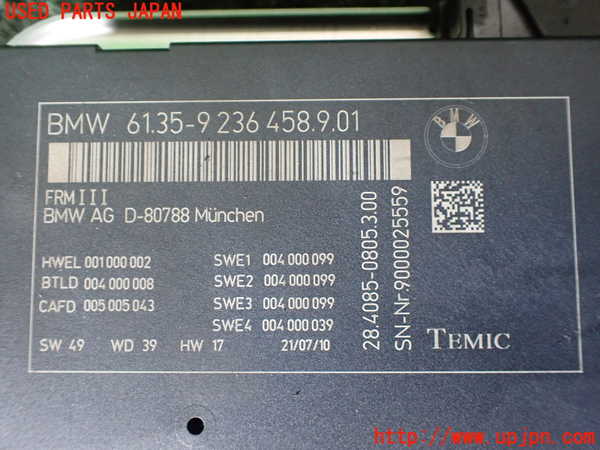 USED PARTS JAPAN
BMW 61.35-9 236 458.9.01
BMW
FRMIII
BMW AG D-80788 München
HWEL 001 000 002
BTLD 004 000 008
CAFD 005 005 043
SWE1 004 000 099
SWE2 004 000 099
SWE3 004 000 099
SWE4 004 000 039
SW 49 WD 39 HW 17 21/07/10
28.4085-0805.3.00
SN-Nr.9000025559
TEMIC
http://www.upjpn.com/